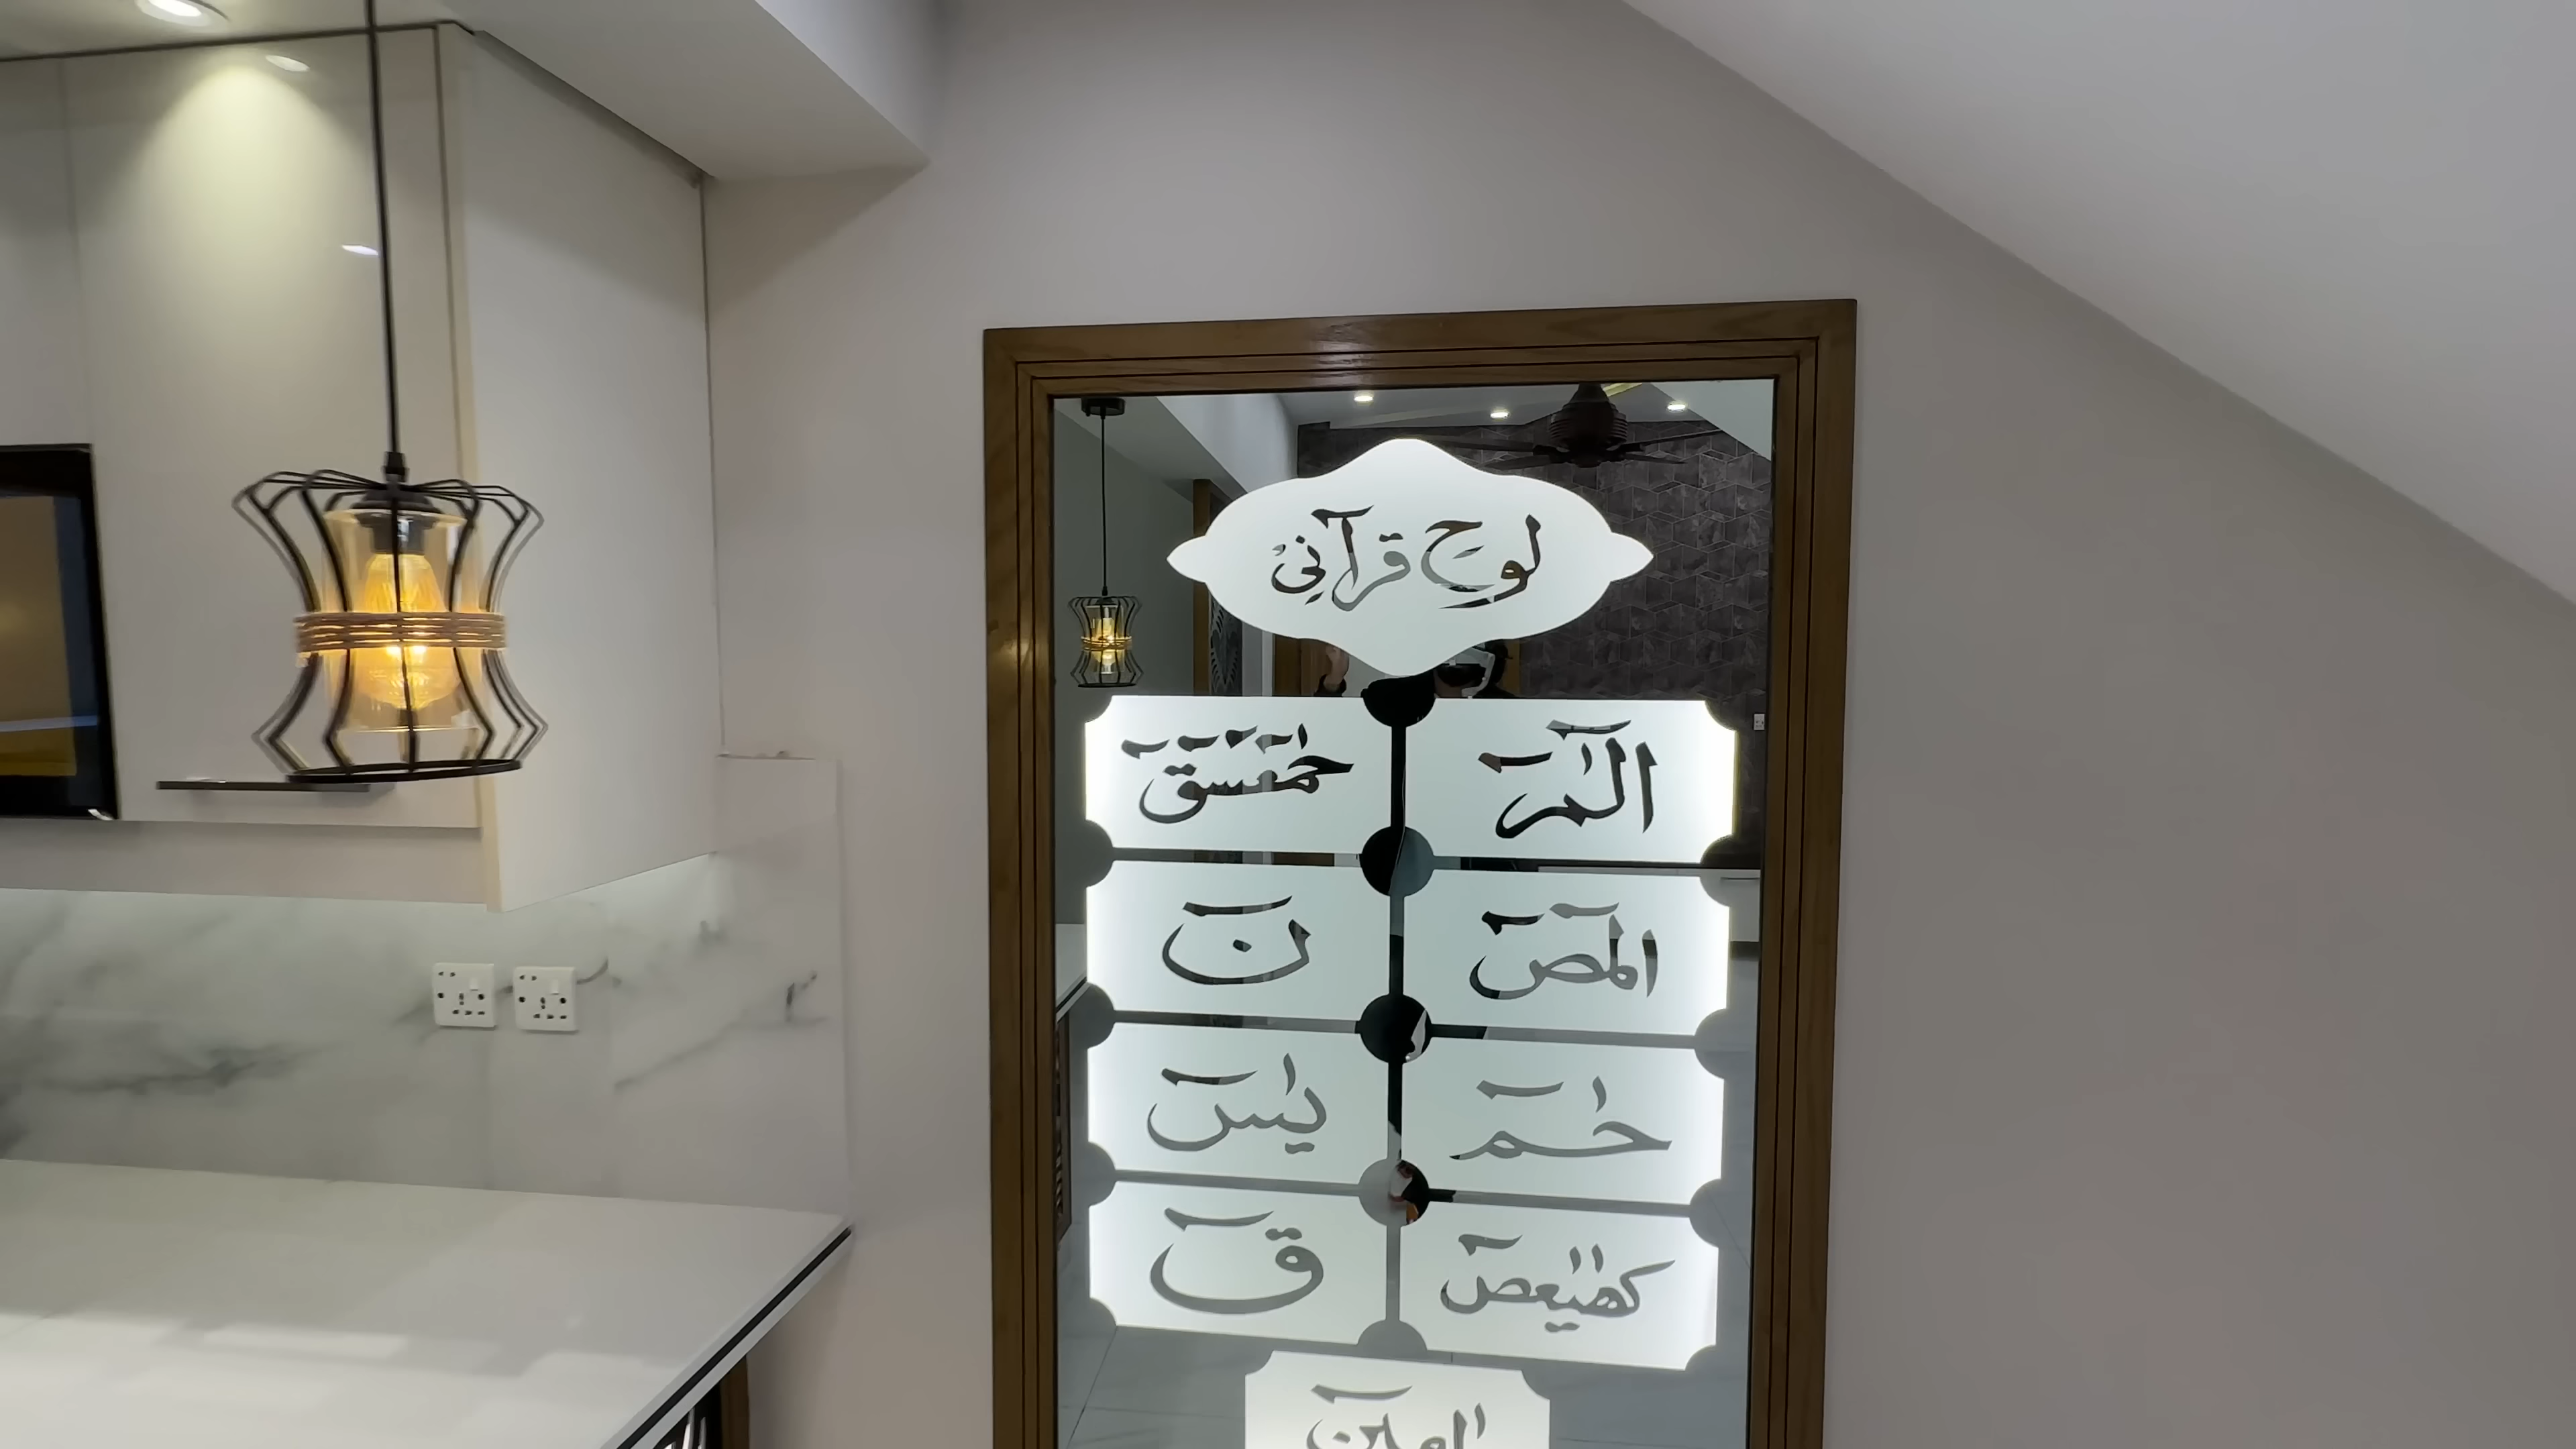 لوح قرآنی
الٓمٓرٰ حٰمٓعٓسٓقٓ
الٓمٓصٓ نٓ
حٰمٓ یٰسٓ
كٓهٰیٰعٓصٓ قٓ